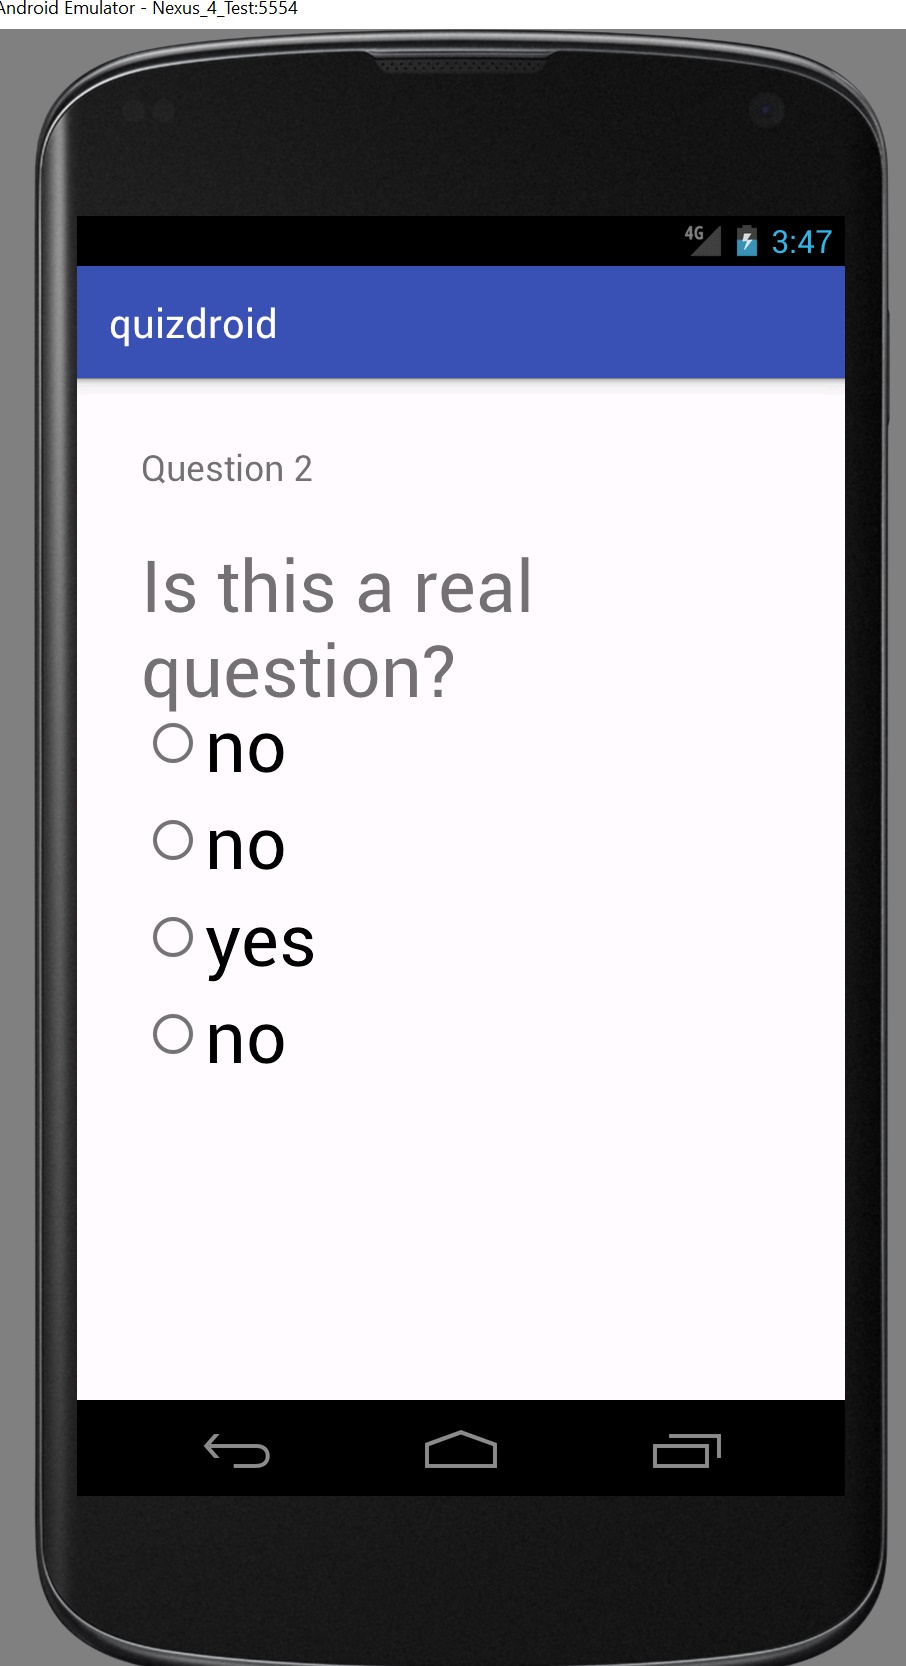 Android Emulator - Nexus_4_Test:5554
4G 3:47
quizdroid
Question 2
Is this a real
question?
no
no
yes
no